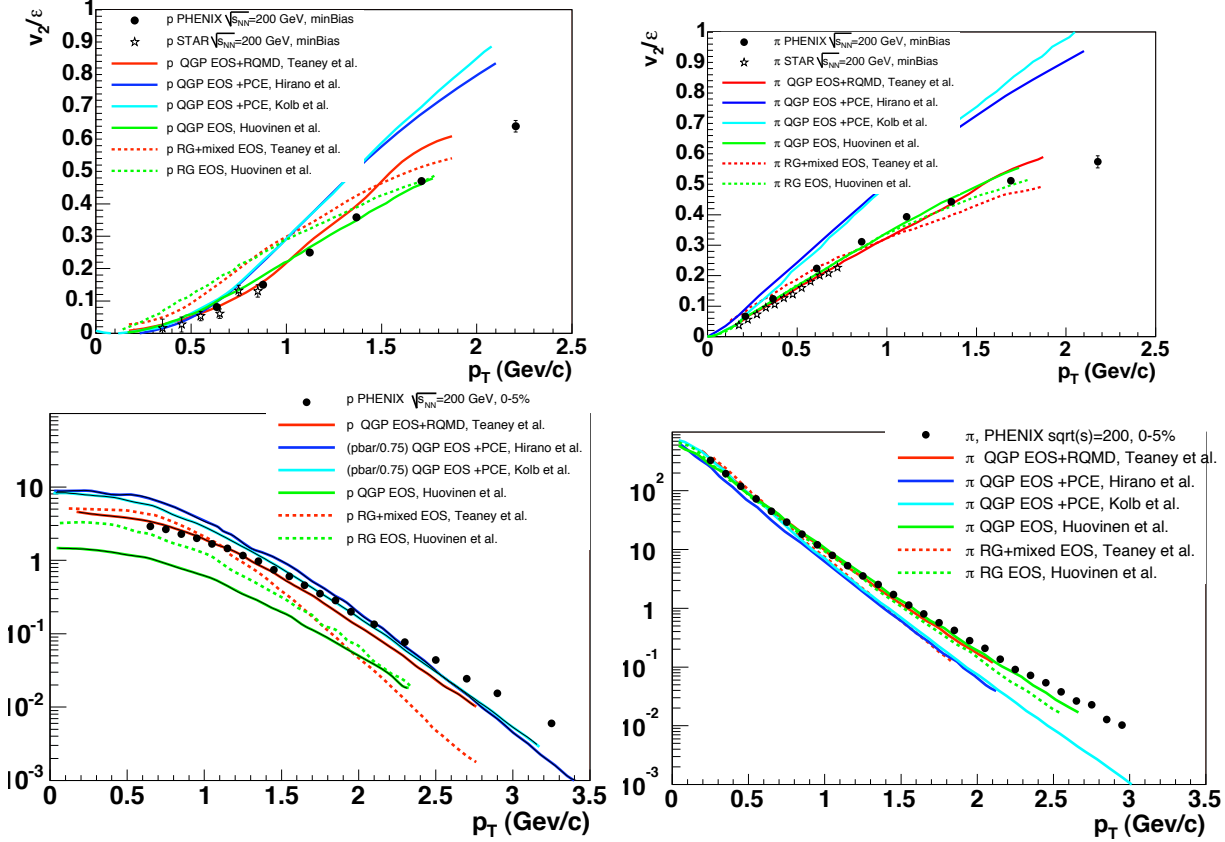 v₂/ε
1
0.9
0.8
0.7
0.6
0.5
0.4
0.3
0.2
0.1
0
p PHENIX √s_NN=200 GeV, minBias
p STAR √s_NN=200 GeV, minBias
p QGP EOS+RQMD, Teaney et al.
p QGP EOS +PCE, Hirano et al.
p QGP EOS +PCE, Kolb et al.
p QGP EOS, Huovinen et al.
p RG+mixed EOS, Teaney et al.
p RG EOS, Huovinen et al.
0 0.5 1 1.5 2 2.5
p_T (Gev/c)
v₂/ε
1
0.9
0.8
0.7
0.6
0.5
0.4
0.3
0.2
0.1
0
π PHENIX √s_NN=200 GeV, minBias
π STAR √s_NN=200 GeV, minBias
π QGP EOS+RQMD, Teaney et al.
π QGP EOS +PCE, Hirano et al.
π QGP EOS +PCE, Kolb et al.
π QGP EOS, Huovinen et al.
π RG+mixed EOS, Teaney et al.
π RG EOS, Huovinen et al.
0 0.5 1 1.5 2 2.5
p_T (Gev/c)
p PHENIX √s_NN=200 GeV, 0-5%
p QGP EOS+RQMD, Teaney et al.
(pbar/0.75) QGP EOS +PCE, Hirano et al.
(pbar/0.75) QGP EOS +PCE, Kolb et al.
p QGP EOS, Huovinen et al.
p RG+mixed EOS, Teaney et al.
p RG EOS, Huovinen et al.
10
1
10⁻¹
10⁻²
10⁻³
0 0.5 1 1.5 2 2.5 3 3.5
p_T (Gev/c)
π, PHENIX sqrt(s)=200, 0-5%
π QGP EOS+RQMD, Teaney et al.
π QGP EOS +PCE, Hirano et al.
π QGP EOS +PCE, Kolb et al.
π QGP EOS, Huovinen et al.
π RG+mixed EOS, Teaney et al.
π RG EOS, Huovinen et al.
10²
10
1
10⁻¹
10⁻²
10⁻³
0 0.5 1 1.5 2 2.5 3 3.5
p_T (Gev/c)